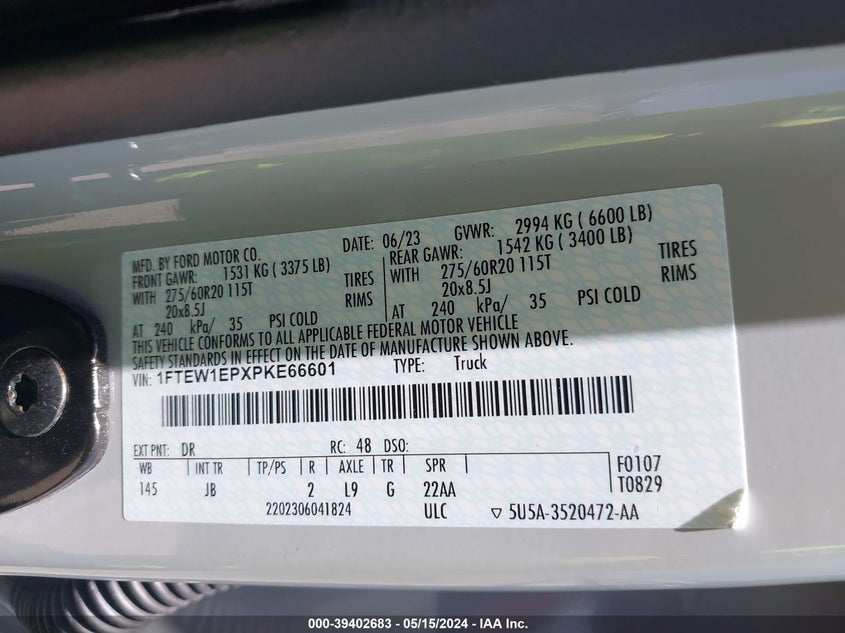 MFD. BY FORD MOTOR CO. DATE: 06/23 GVWR: 2994 KG ( 6600 LB)
FRONT GAWR: 1531 KG ( 3375 LB) REAR GAWR: 1542 KG ( 3400 LB)
WITH 275/60R20 115T TIRES WITH 275/60R20 115T TIRES
20x8.5J RIMS 20x8.5J RIMS
AT 240 kPa/ 35 PSI COLD AT 240 kPa/ 35 PSI COLD
THIS VEHICLE CONFORMS TO ALL APPLICABLE FEDERAL MOTOR VEHICLE
SAFETY STANDARDS IN EFFECT ON THE DATE OF MANUFACTURE SHOWN ABOVE.
VIN: 1FTEW1EPXPKE66601 TYPE: Truck
EXT PNT: DR RC: 48 DSO:
WB INT TR TP/PS R AXLE TR SPR F0107
145 JB 2 L9 G 22AA T0829
2202306041824 ULC ▽ 5U5A-3520472-AA
000-39402683 - 05/15/2024 - IAA Inc.